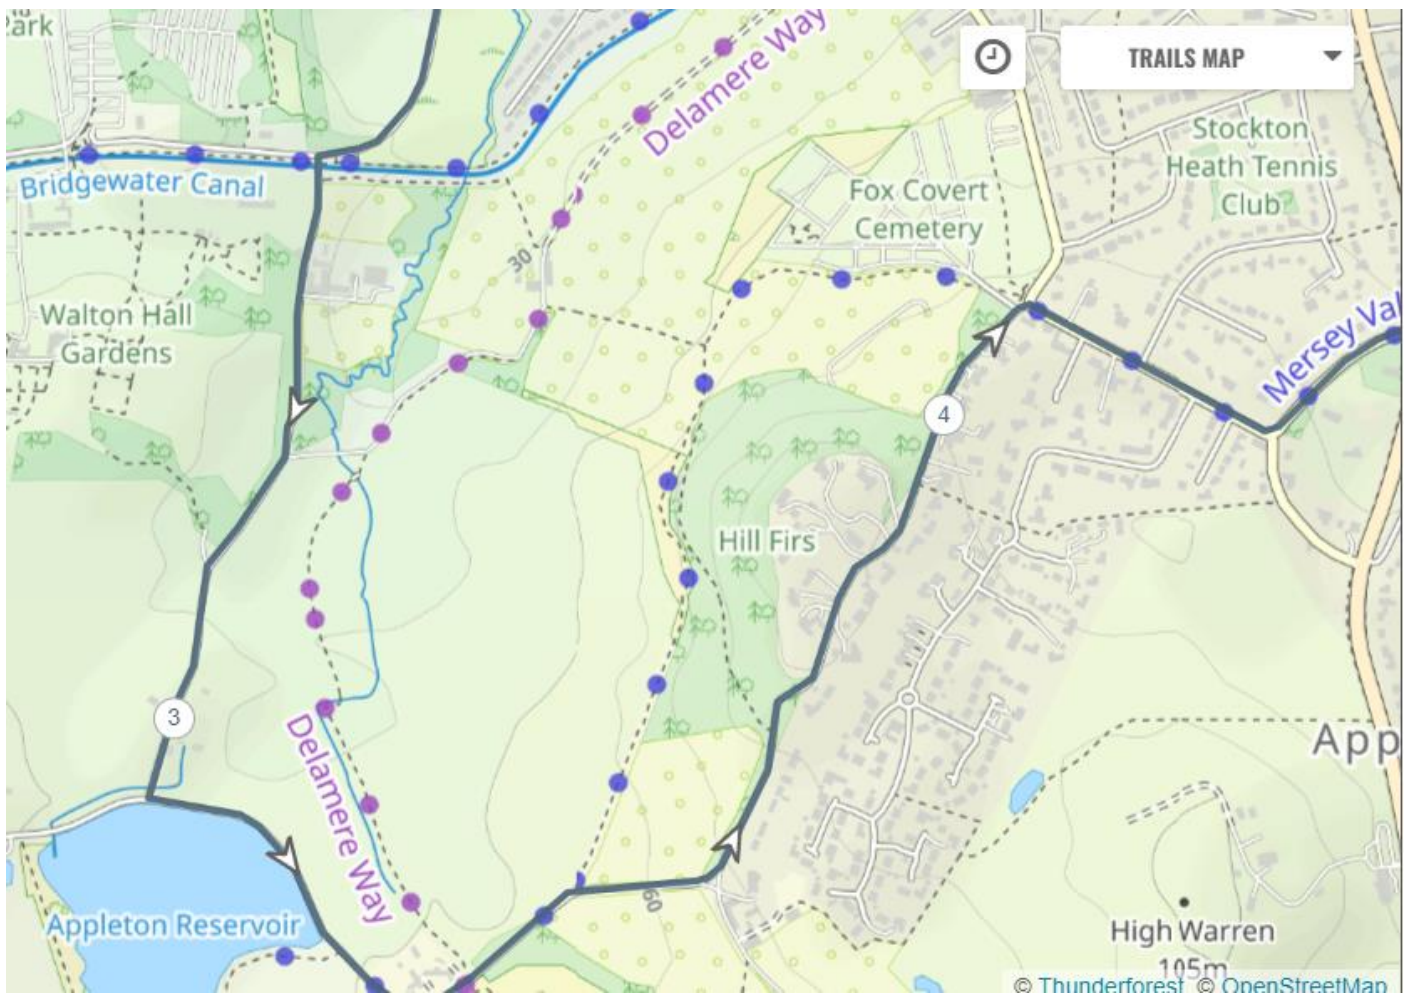 ark
Delamere Way
TRAILS MAP
Stockton
Heath Tennis
Club
Bridgewater Canal
Fox Covert
Cemetery
30
Walton Hall
Gardens
Mersey Val
4
Hill Firs
3
App
Delamere Way
60
Appleton Reservoir
High Warren
105m
© Thunderforest © OpenStreetMap